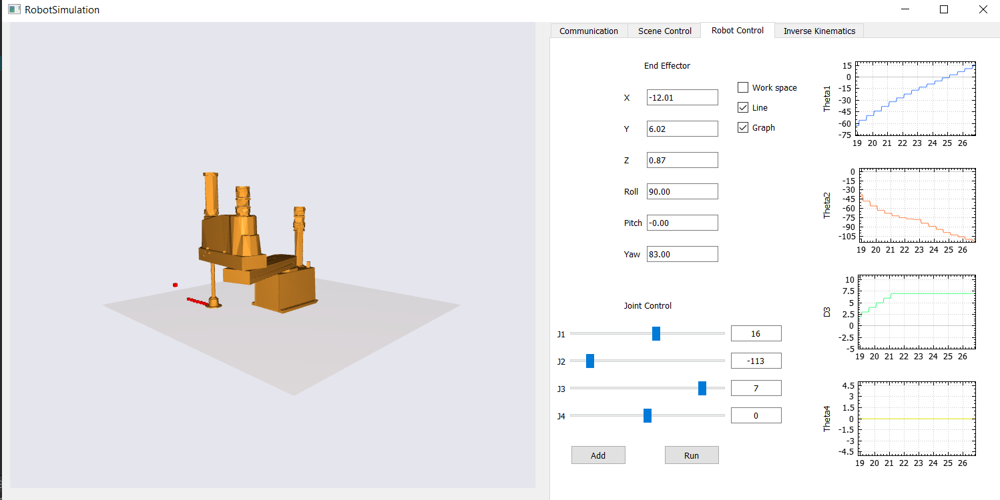 RobotSimulation
Communication
Scene Control
Robot Control
Inverse Kinematics
End Effector
X
-12.01
Y
6.02
Z
0.87
Roll
90.00
Pitch
-0.00
Yaw
83.00
Work space
Line
Graph
Joint Control
J1
16
J2
-113
J3
7
J4
0
Add
Run
Theta1
15
0
-15
-30
-45
-60
-75
19 20 21 22 23 24 25 26
Theta2
0
-15
-30
-45
-60
-75
-90
-105
19 20 21 22 23 24 25 26
D3
10
7.5
5
2.5
0
-2.5
-5
19 20 21 22 23 24 25 26
Theta4
4.5
3
1.5
0
-1.5
-3
-4.5
19 20 21 22 23 24 25 26